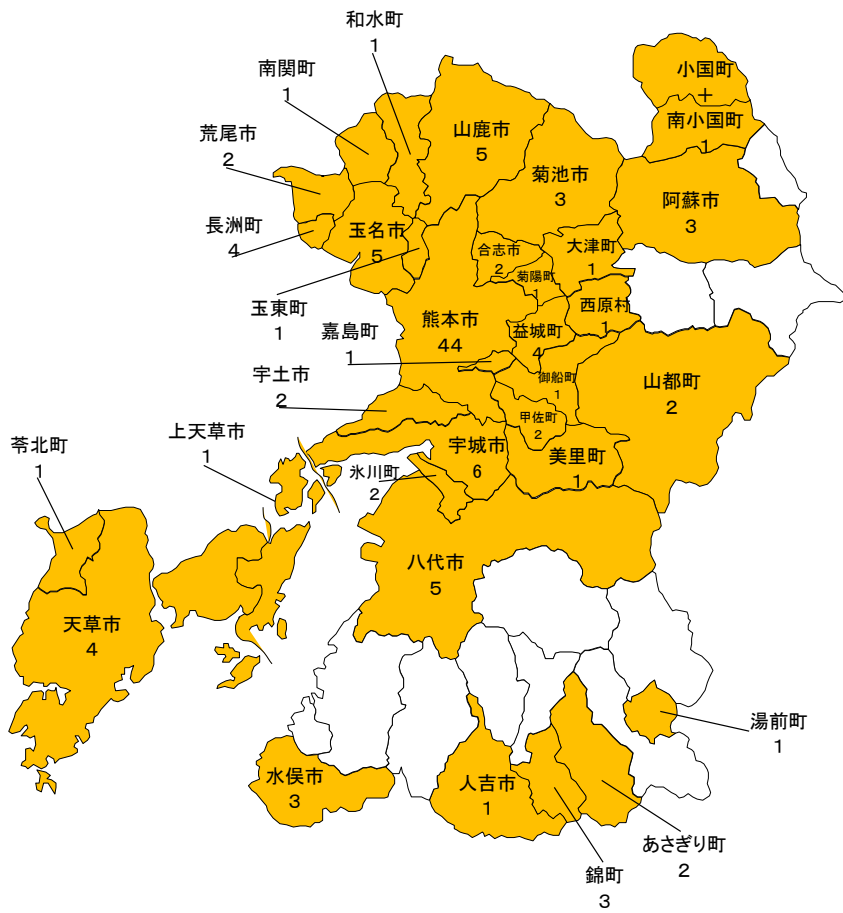 和水町
1
南関町
1
小国町
＋
南小国町
1
山鹿市
5
荒尾市
2
菊池市
3
阿蘇市
3
長洲町
4
玉名市
5
合志市
2
大津町
1
菊陽町
1
西原村
1
玉東町
1
熊本市
44
嘉島町
1
益城町
4
御船町
1
山都町
2
宇土市
2
甲佐町
2
上天草市
1
宇城市
6
美里町
1
苓北町
1
氷川町
2
八代市
5
天草市
4
湯前町
1
水俣市
3
人吉市
1
あさぎり町
2
錦町
3